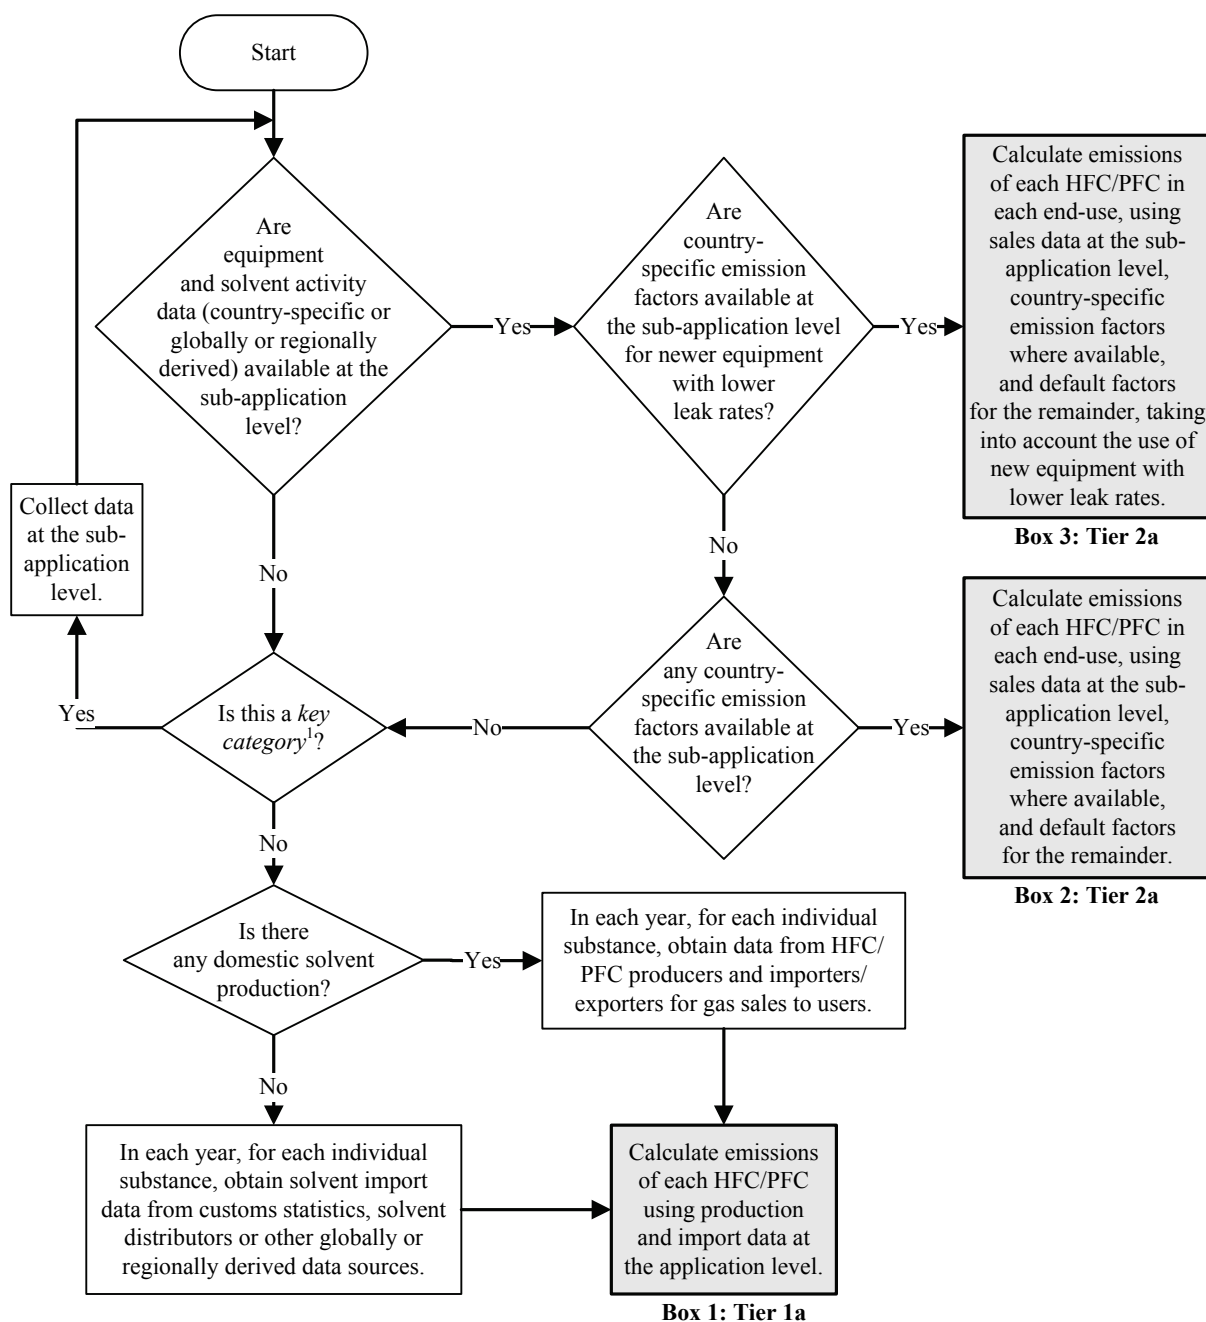 Start
Are
equipment
and solvent activity
data (country-specific or
globally or regionally
derived) available at the
sub-application
level?
Yes
Are
country-
specific emission
factors available at
the sub-application level
for newer equipment
with lower
leak rates?
Yes
Calculate emissions
of each HFC/PFC in
each end-use, using
sales data at the sub-
application level,
country-specific
emission factors
where available,
and default factors
for the remainder, taking
into account the use of
new equipment with
lower leak rates.
Box 3: Tier 2a
Collect data
at the sub-
application
level.
No
No
Yes
Is this a key
category¹?
No
Are
any country-
specific emission
factors available at
the sub-application
level?
Yes
Calculate emissions
of each HFC/PFC in
each end-use, using
sales data at the sub-
application level,
country-specific
emission factors
where available,
and default factors
for the remainder.
Box 2: Tier 2a
No
Is there
any domestic solvent
production?
Yes
In each year, for each individual
substance, obtain data from HFC/
PFC producers and importers/
exporters for gas sales to users.
No
In each year, for each individual
substance, obtain solvent import
data from customs statistics, solvent
distributors or other globally or
regionally derived data sources.
Calculate emissions
of each HFC/PFC
using production
and import data at
the application level.
Box 1: Tier 1a